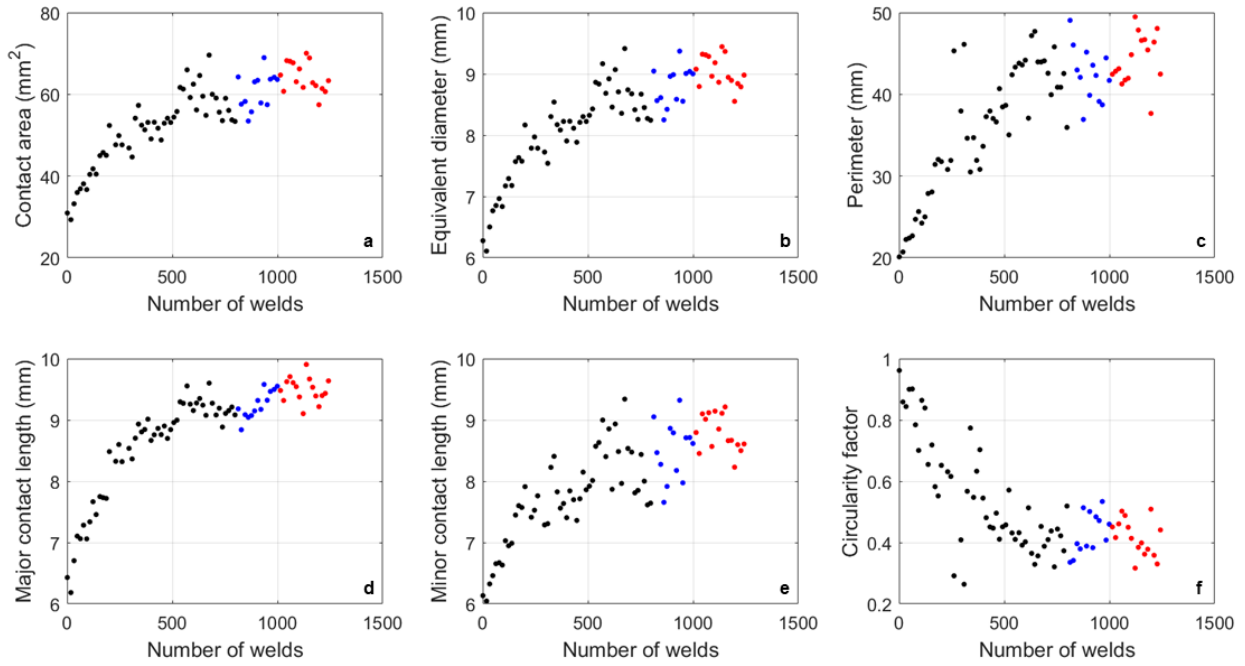 Contact area (mm²)
80
60
40
20
0
500
1000
1500
Number of welds
a
Equivalent diameter (mm)
10
9
8
7
6
0
500
1000
1500
Number of welds
b
Perimeter (mm)
50
40
30
20
0
500
1000
1500
Number of welds
c
Major contact length (mm)
10
9
8
7
6
0
500
1000
1500
Number of welds
d
Minor contact length (mm)
10
9
8
7
6
0
500
1000
1500
Number of welds
e
Circularity factor
1
0.8
0.6
0.4
0.2
0
500
1000
1500
Number of welds
f